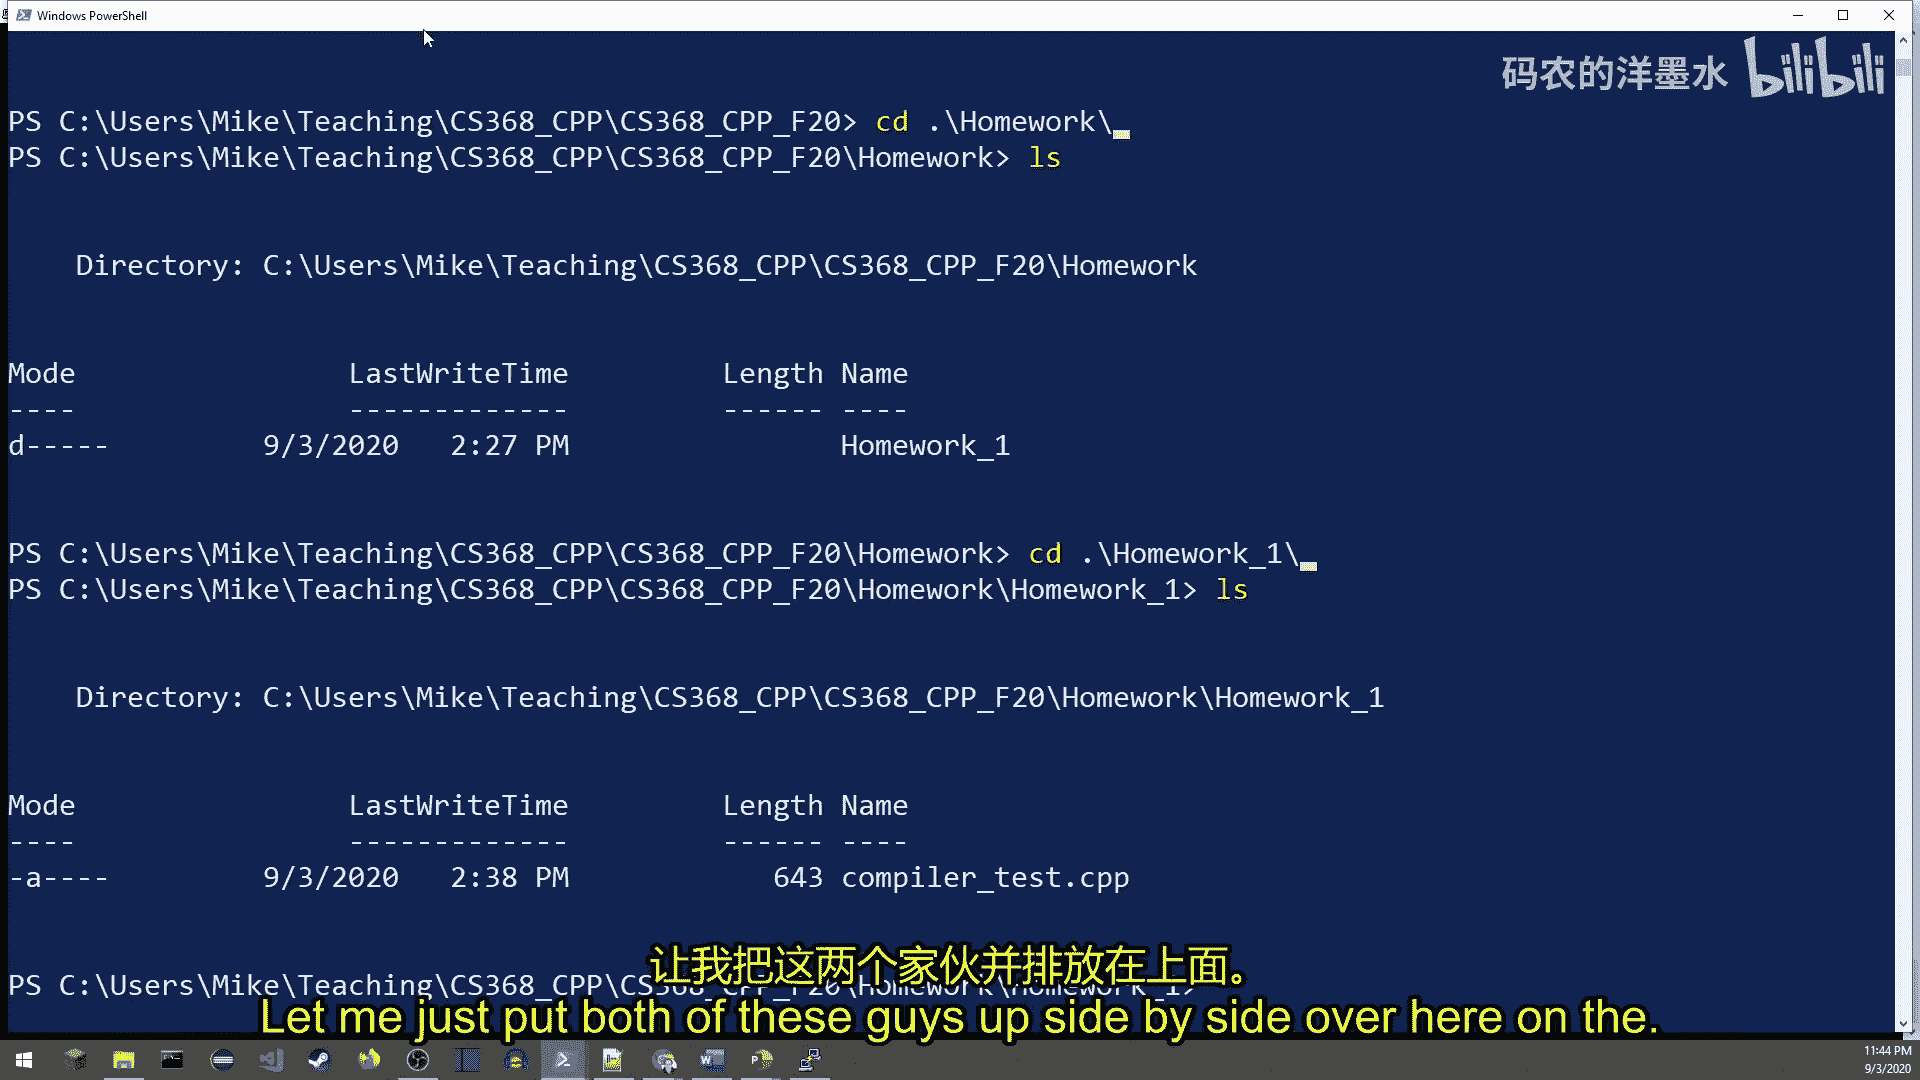 Windows PowerShell
码农的洋墨水 bilibili
PS C:\Users\Mike\Teaching\CS368_CPP\CS368_CPP_F20> cd .\Homework\
PS C:\Users\Mike\Teaching\CS368_CPP\CS368_CPP_F20\Homework> ls
Directory: C:\Users\Mike\Teaching\CS368_CPP\CS368_CPP_F20\Homework
Mode LastWriteTime Length Name
---- ------------- ------ ----
d----- 9/3/2020 2:27 PM Homework_1
PS C:\Users\Mike\Teaching\CS368_CPP\CS368_CPP_F20\Homework> cd .\Homework_1\
PS C:\Users\Mike\Teaching\CS368_CPP\CS368_CPP_F20\Homework\Homework_1> ls
Directory: C:\Users\Mike\Teaching\CS368_CPP\CS368_CPP_F20\Homework\Homework_1
Mode LastWriteTime Length Name
---- ------------- ------ ----
-a---- 9/3/2020 2:38 PM 643 compiler_test.cpp
PS C:\Users\Mike\Teaching\CS368_CPP\CS368_CPP_F20\Homework\Homework_1>
让我把这两个家伙并排放在上面。
Let me just put both of these guys up side by side over here on the.
11:44 PM
9/3/2020